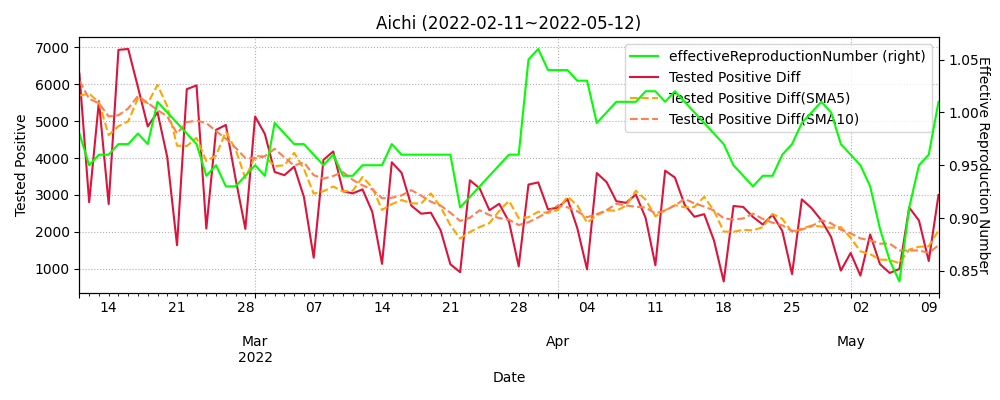 Aichi (2022-02-11~2022-05-12)
effectiveReproductionNumber (right)
Tested Positive Diff
Tested Positive Diff(SMA5)
Tested Positive Diff(SMA10)
Tested Positive
7000
6000
5000
4000
3000
2000
1000
1.05
1.00
0.95
0.90
0.85
Effective Reproduction Number
14 21 28 07 14 21 28 04 11 18 25 02 09
Mar Apr May
2022
Date